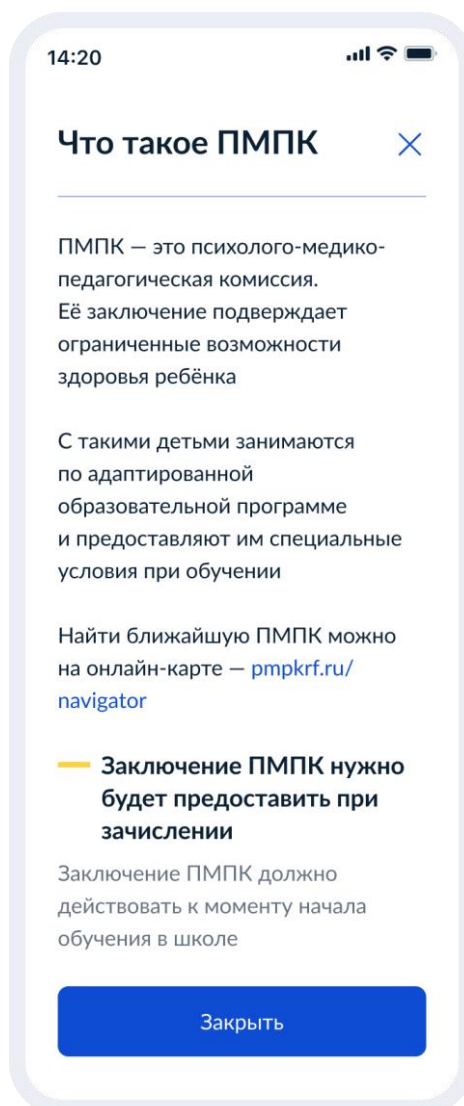 14:20
Что такое ПМПК
ПМПК — это психолого-медико-
педагогическая комиссия.
Её заключение подверждает
ограниченные возможности
здоровья ребёнка
С такими детьми занимаются
по адаптированной
образовательной программе
и предоставляют им специальные
условия при обучении
Найти ближайшую ПМПК можно
на онлайн-карте — pmpkrf.ru/
navigator
Заключение ПМПК нужно
будет предоставить при
зачислении
Заключение ПМПК должно
действовать к моменту начала
обучения в школе
Закрыть